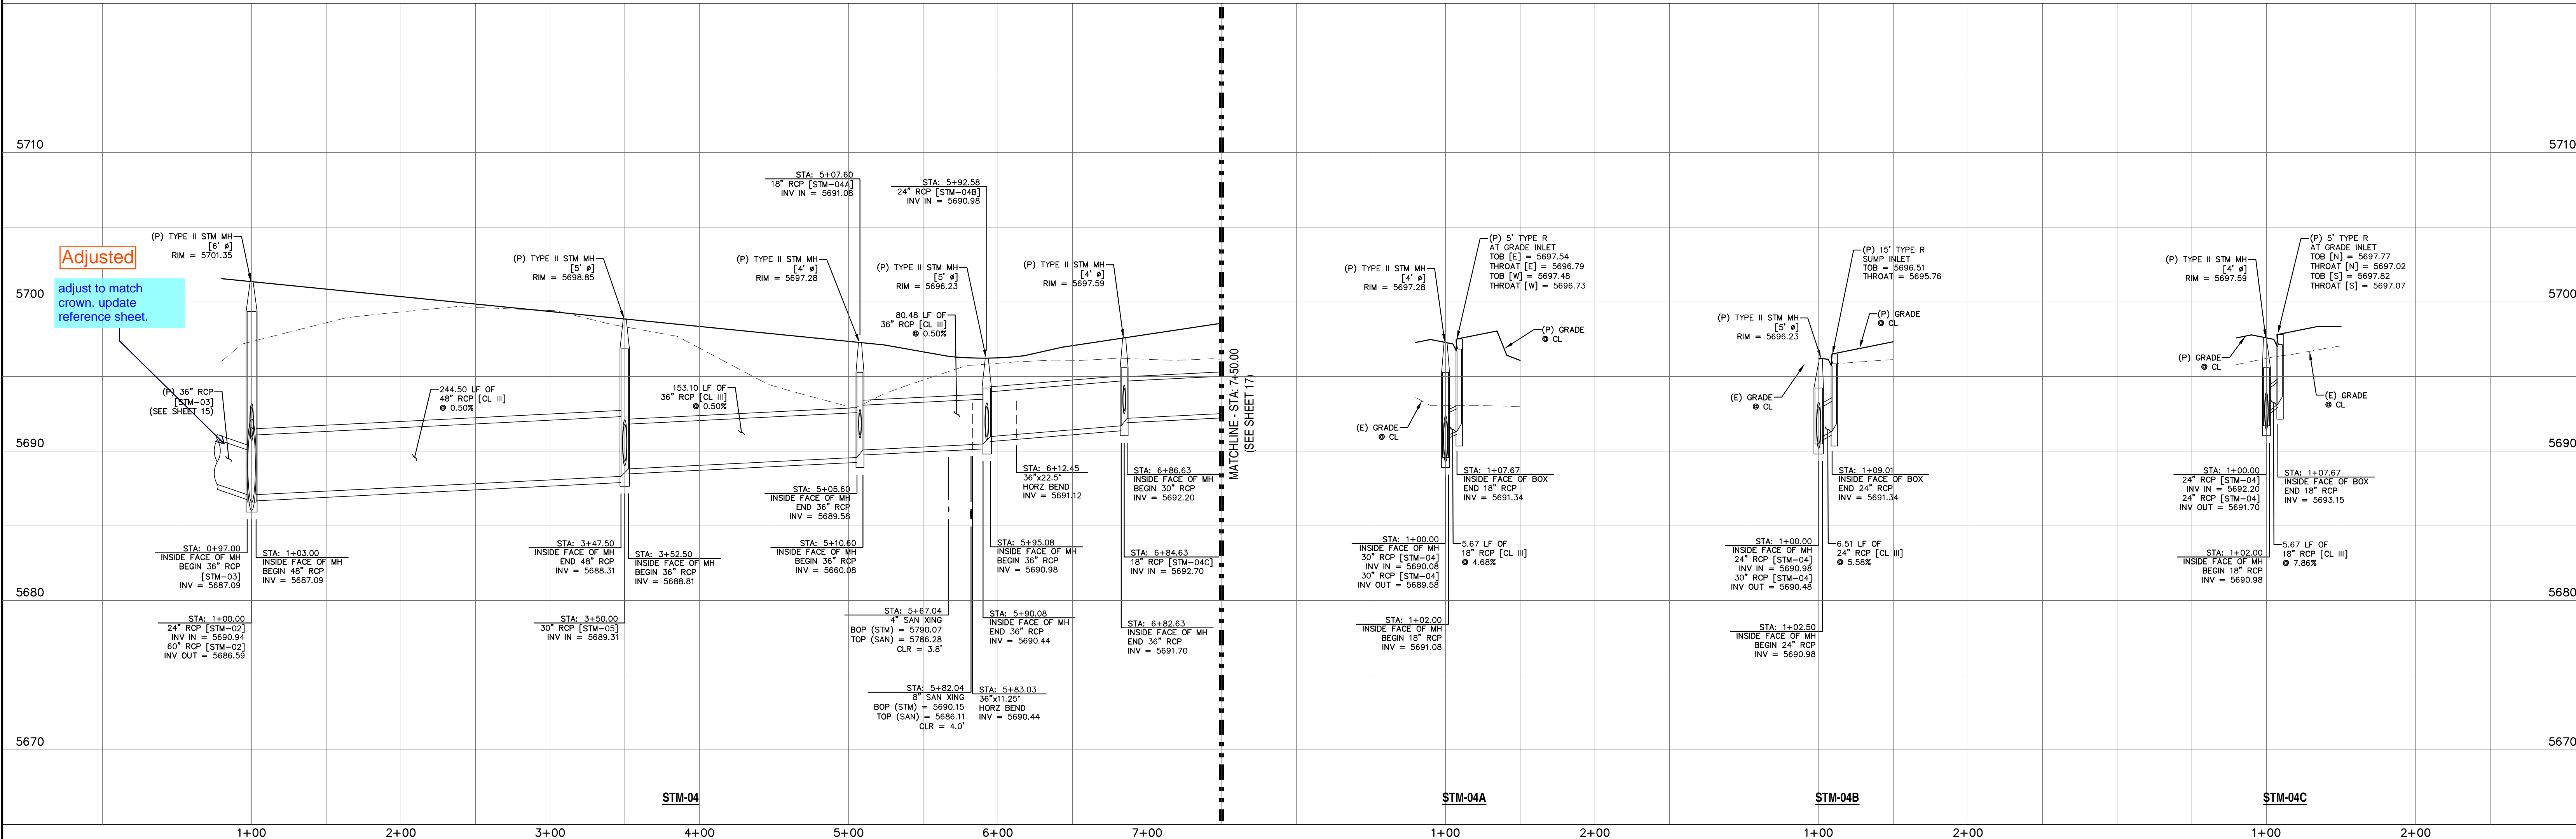 5710
5700
5690
5680
5670
5710
5700
5690
5680
5670
Adjusted
adjust to match
crown. update
reference sheet.
(P) TYPE II STM MH
[6' ø]
RIM = 5701.35
(P) 36" RCP
[STM-03]
(SEE SHEET 15)
244.50 LF OF
48" RCP [CL III]
@ 0.50%
(P) TYPE II STM MH
[5' ø]
RIM = 5698.85
153.10 LF OF
36" RCP [CL III]
@ 0.50%
STA: 5+07.60
18" RCP [STM-04A]
INV IN = 5691.08
(P) TYPE II STM MH
[4' ø]
RIM = 5697.28
STA: 5+92.58
24" RCP [STM-04B]
INV IN = 5690.98
(P) TYPE II STM MH
[5' ø]
RIM = 5696.23
80.48 LF OF
36" RCP [CL III]
@ 0.50%
(P) TYPE II STM MH
[4' ø]
RIM = 5697.59
STA: 0+97.00
INSIDE FACE OF MH
BEGIN 36" RCP
[STM-03]
INV = 5687.09
STA: 1+03.00
INSIDE FACE OF MH
BEGIN 48" RCP
INV = 5687.09
STA: 1+00.00
24" RCP [STM-02]
INV IN = 5690.94
60" RCP [STM-02]
INV OUT = 5686.59
STA: 3+47.50
INSIDE FACE OF MH
END 48" RCP
INV = 5688.31
STA: 3+52.50
INSIDE FACE OF MH
BEGIN 36" RCP
INV = 5688.81
STA: 3+50.00
30" RCP [STM-05]
INV IN = 5689.31
STA: 5+05.60
INSIDE FACE OF MH
END 36" RCP
INV = 5689.58
STA: 5+10.60
INSIDE FACE OF MH
BEGIN 36" RCP
INV = 5660.08
STA: 5+67.04
4" SAN XING
BOP (STM) = 5790.07
TOP (SAN) = 5786.28
CLR = 3.8'
STA: 5+82.04
8" SAN XING
BOP (STM) = 5690.15
TOP (SAN) = 5686.11
CLR = 4.0'
STA: 5+83.03
36"x11.25°
HORZ BEND
INV = 5690.44
STA: 5+90.08
INSIDE FACE OF MH
END 36" RCP
INV = 5690.44
STA: 5+95.08
INSIDE FACE OF MH
BEGIN 36" RCP
INV = 5690.98
STA: 6+12.45
36"x22.5°
HORZ BEND
INV = 5691.12
STA: 6+86.63
INSIDE FACE OF MH
BEGIN 30" RCP
INV = 5692.20
STA: 6+84.63
18" RCP [STM-04C]
INV IN = 5692.70
STA: 6+82.63
INSIDE FACE OF MH
END 36" RCP
INV = 5691.70
MATCHLINE - STA: 7+50.00
(SEE SHEET 17)
STM-04
1+00
2+00
3+00
4+00
5+00
6+00
7+00
(P) TYPE II STM MH
[4' ø]
RIM = 5697.28
(P) 5' TYPE R
AT GRADE INLET
TOB [E] = 5697.54
THROAT [E] = 5696.79
TOB [W] = 5697.48
THROAT [W] = 5696.73
(P) GRADE
@ CL
(E) GRADE
@ CL
STA: 1+07.67
INSIDE FACE OF BOX
END 18" RCP
INV = 5691.34
STA: 1+00.00
INSIDE FACE OF MH
30" RCP [STM-04]
INV IN = 5690.08
30" RCP [STM-04]
INV OUT = 5689.58
5.67 LF OF
18" RCP [CL III]
@ 4.68%
STA: 1+02.00
INSIDE FACE OF MH
BEGIN 18" RCP
INV = 5691.08
STM-04A
1+00
2+00
(P) TYPE II STM MH
[5' ø]
RIM = 5696.23
(P) 15' TYPE R
SUMP INLET
TOB = 5696.51
THROAT = 5695.76
(P) GRADE
@ CL
(E) GRADE
@ CL
STA: 1+09.01
INSIDE FACE OF BOX
END 24" RCP
INV = 5691.34
STA: 1+00.00
INSIDE FACE OF MH
24" RCP [STM-04]
INV IN = 5690.98
30" RCP [STM-04]
INV OUT = 5690.48
6.51 LF OF
24" RCP [CL III]
@ 5.58%
STA: 1+02.50
INSIDE FACE OF MH
BEGIN 24" RCP
INV = 5690.98
STM-04B
1+00
2+00
(P) TYPE II STM MH
[4' ø]
RIM = 5697.59
(P) 5' TYPE R
AT GRADE INLET
TOB [N] = 5697.77
THROAT [N] = 5697.02
TOB [S] = 5697.82
THROAT [S] = 5697.07
(P) GRADE
@ CL
(E) GRADE
@ CL
STA: 1+00.00
24" RCP [STM-04]
INV IN = 5692.20
24" RCP [STM-04]
INV OUT = 5691.70
STA: 1+07.67
INSIDE FACE OF BOX
END 18" RCP
INV = 5693.15
STA: 1+02.00
INSIDE FACE OF MH
BEGIN 18" RCP
INV = 5690.98
5.67 LF OF
18" RCP [CL III]
@ 7.86%
STM-04C
1+00
2+00